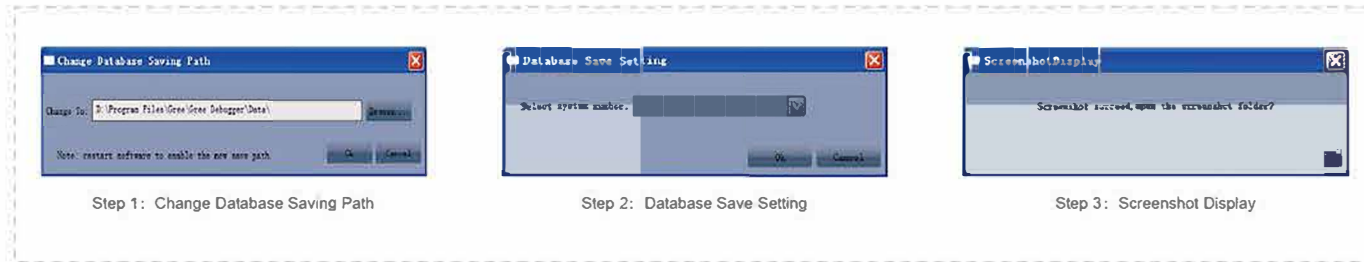 Change Database Saving Path
Change To: D:\Program Files\Gree\Gree Debugger\Data\
Note: restart software to enable the new save path
Ok Cancel
Step 1: Change Database Saving Path
Database Save Setting
Select system number.
Ok Cancel
Step 2: Database Save Setting
ScreenshotDisplay
Screenshot succeed, open the screenshot folder?
Step 3: Screenshot Display